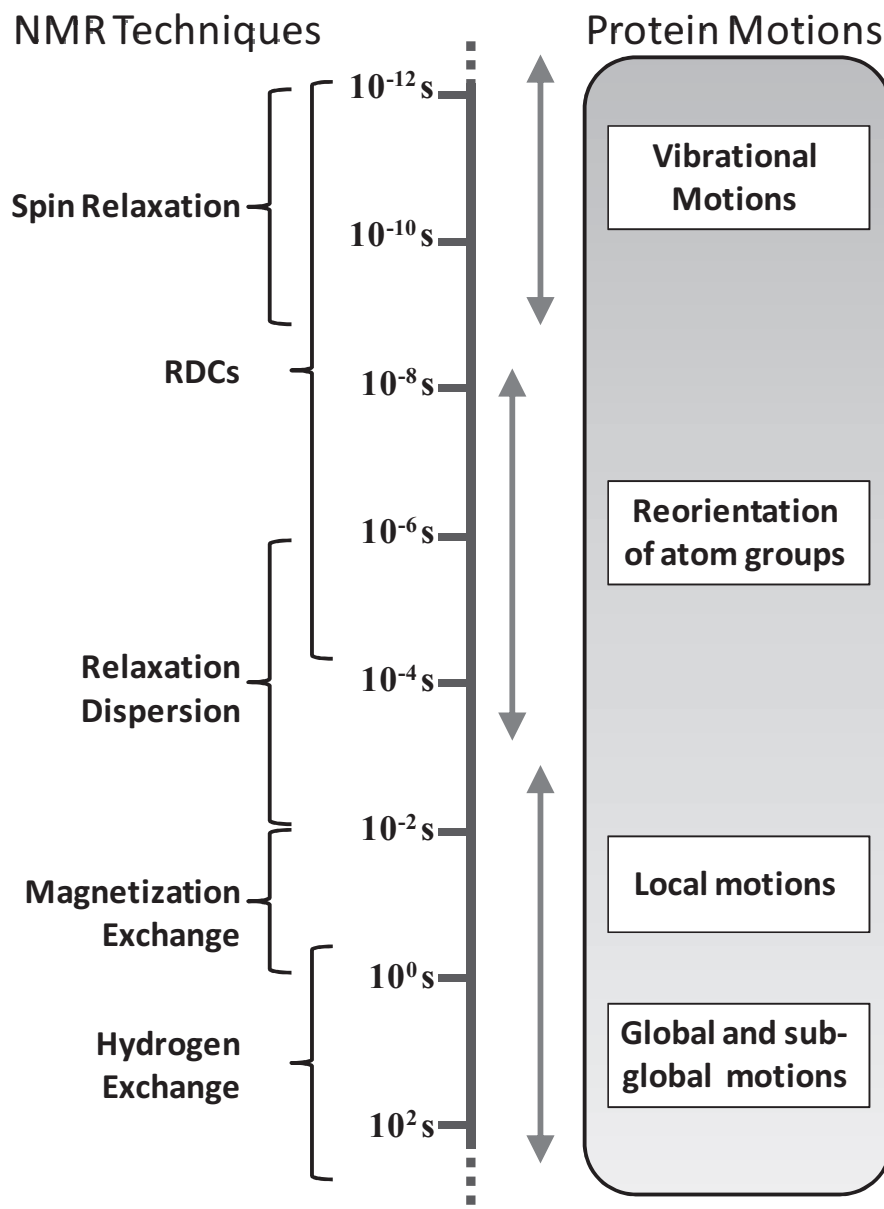 NMR Techniques
Protein Motions
Spin Relaxation
RDCs
Relaxation
Dispersion
Magnetization
Exchange
Hydrogen
Exchange
10⁻¹² s
10⁻¹⁰ s
10⁻⁸ s
10⁻⁶ s
10⁻⁴ s
10⁻² s
10⁰ s
10² s
Vibrational
Motions
Reorientation
of atom groups
Local motions
Global and sub-
global motions